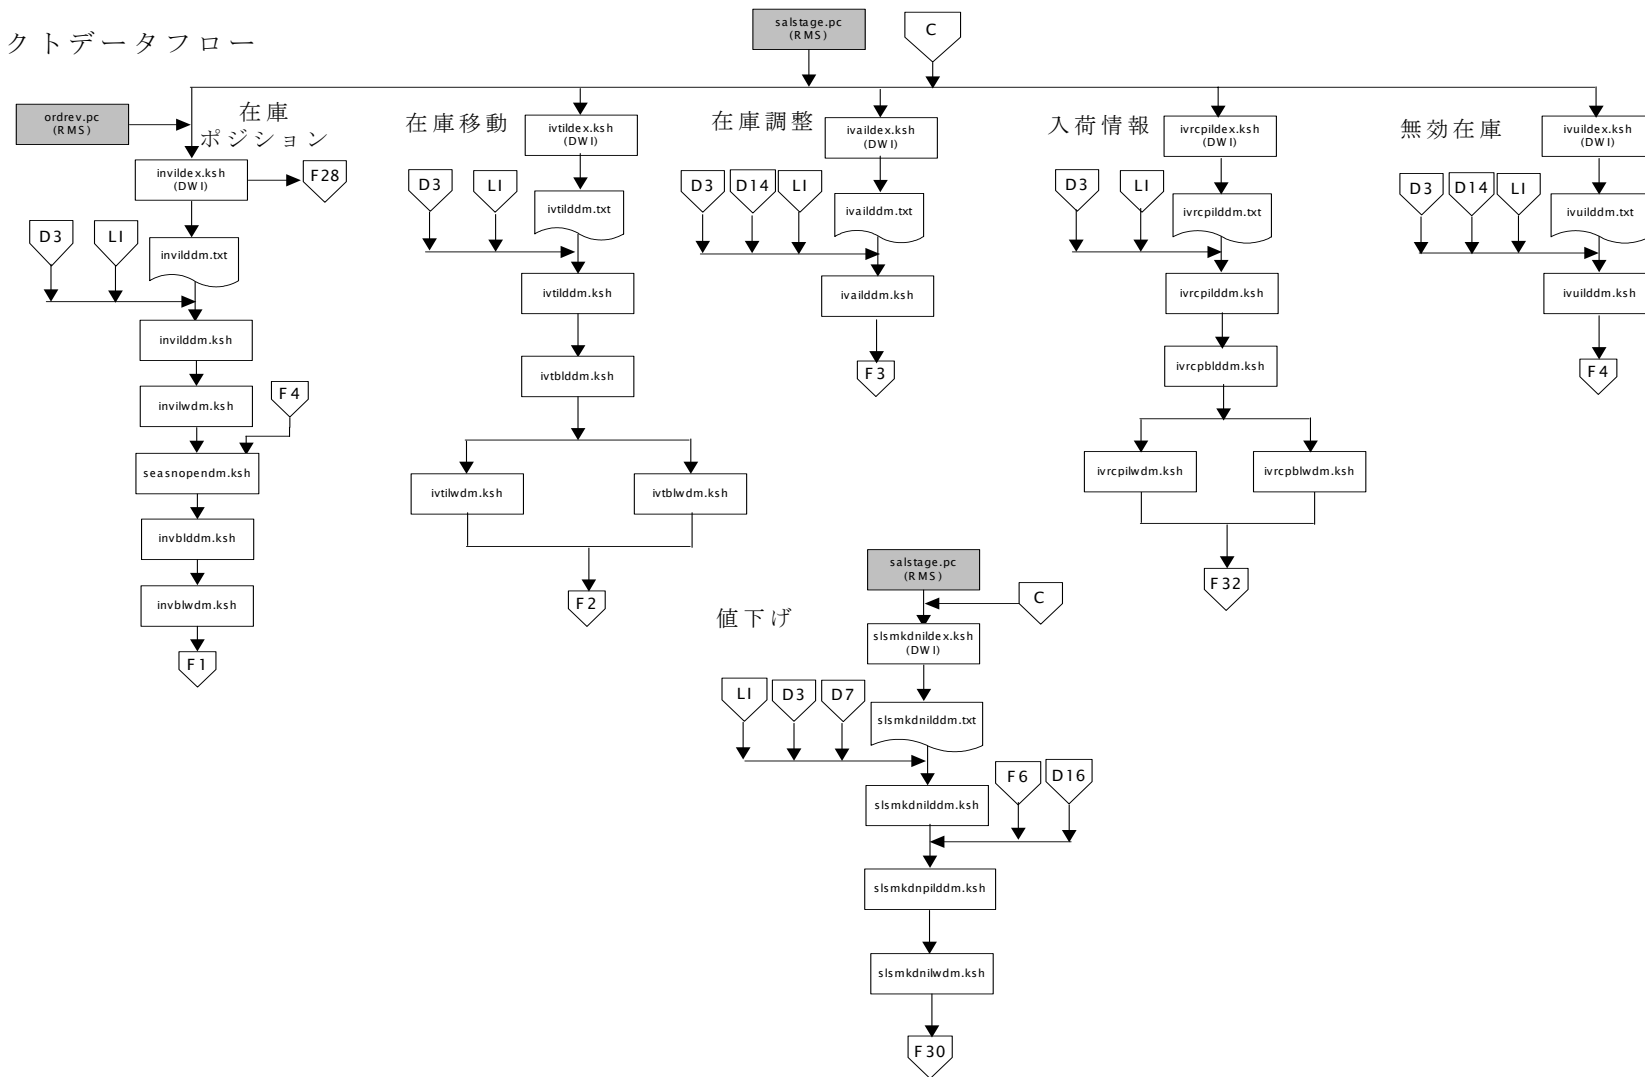 クトデータフロー
salstage.pc
(RMS)
C
ordrev.pc
(RMS)
在庫
ポジション
invildex.ksh
(DWI)
F28
D3
LI
invilddm.txt
invilddm.ksh
invilwdm.ksh
F4
seasnopendm.ksh
invblddm.ksh
invblwdm.ksh
F1
在庫移動
ivtildex.ksh
(DWI)
D3
LI
ivtilddm.txt
ivtilddm.ksh
ivtblddm.ksh
ivtilwdm.ksh
ivtblwdm.ksh
F2
在庫調整
ivaildex.ksh
(DWI)
D3
D14
LI
ivailddm.txt
ivailddm.ksh
F3
入荷情報
ivrcpildex.ksh
(DWI)
D3
LI
ivrcpilddm.txt
ivrcpilddm.ksh
ivrcpblddm.ksh
ivrcpilwdm.ksh
ivrcpblwdm.ksh
F32
無効在庫
ivuildex.ksh
(DWI)
D3
D14
LI
ivuilddm.txt
ivuilddm.ksh
F4
salstage.pc
(RMS)
C
値下げ
slsmkdnildex.ksh
(DWI)
LI
D3
D7
slsmkdnilddm.txt
F6
D16
slsmkdnilddm.ksh
slsmkdnpilddm.ksh
slsmkdnilwdm.ksh
F30